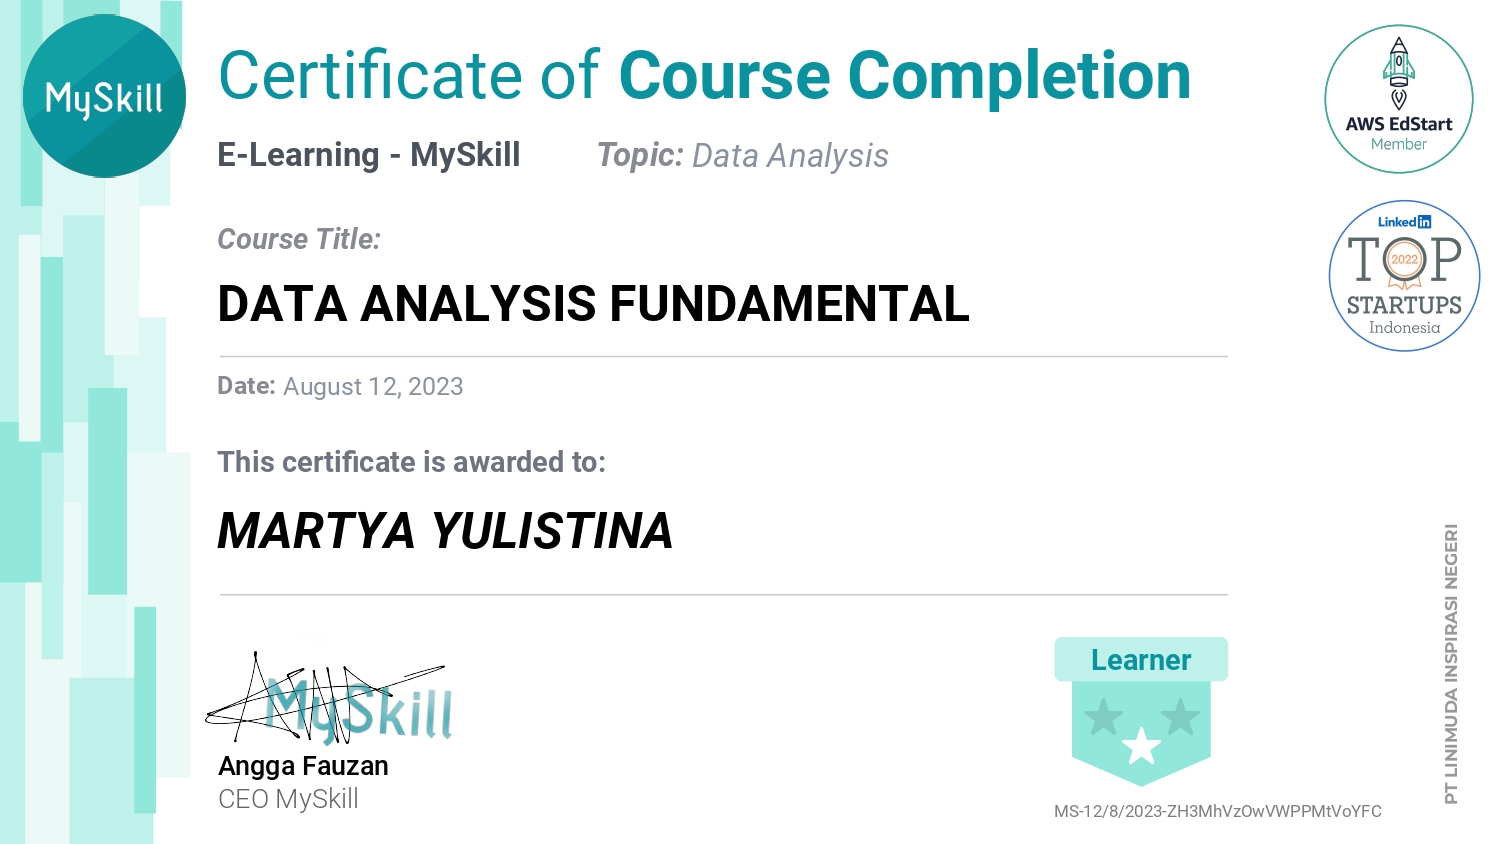 MySkill
Certificate of Course Completion
E-Learning - MySkill Topic: Data Analysis
Course Title:
DATA ANALYSIS FUNDAMENTAL
Date: August 12, 2023
This certificate is awarded to:
MARTYA YULISTINA
MySkill
Angga Fauzan
CEO MySkill
AWS EdStart
Member
Linked in
TOP
2022
STARTUPS
Indonesia
Learner
MS-12/8/2023-ZH3MhVzOwVWPPMtVoYFC
PT LINIMUDA INSPIRASI NEGERI